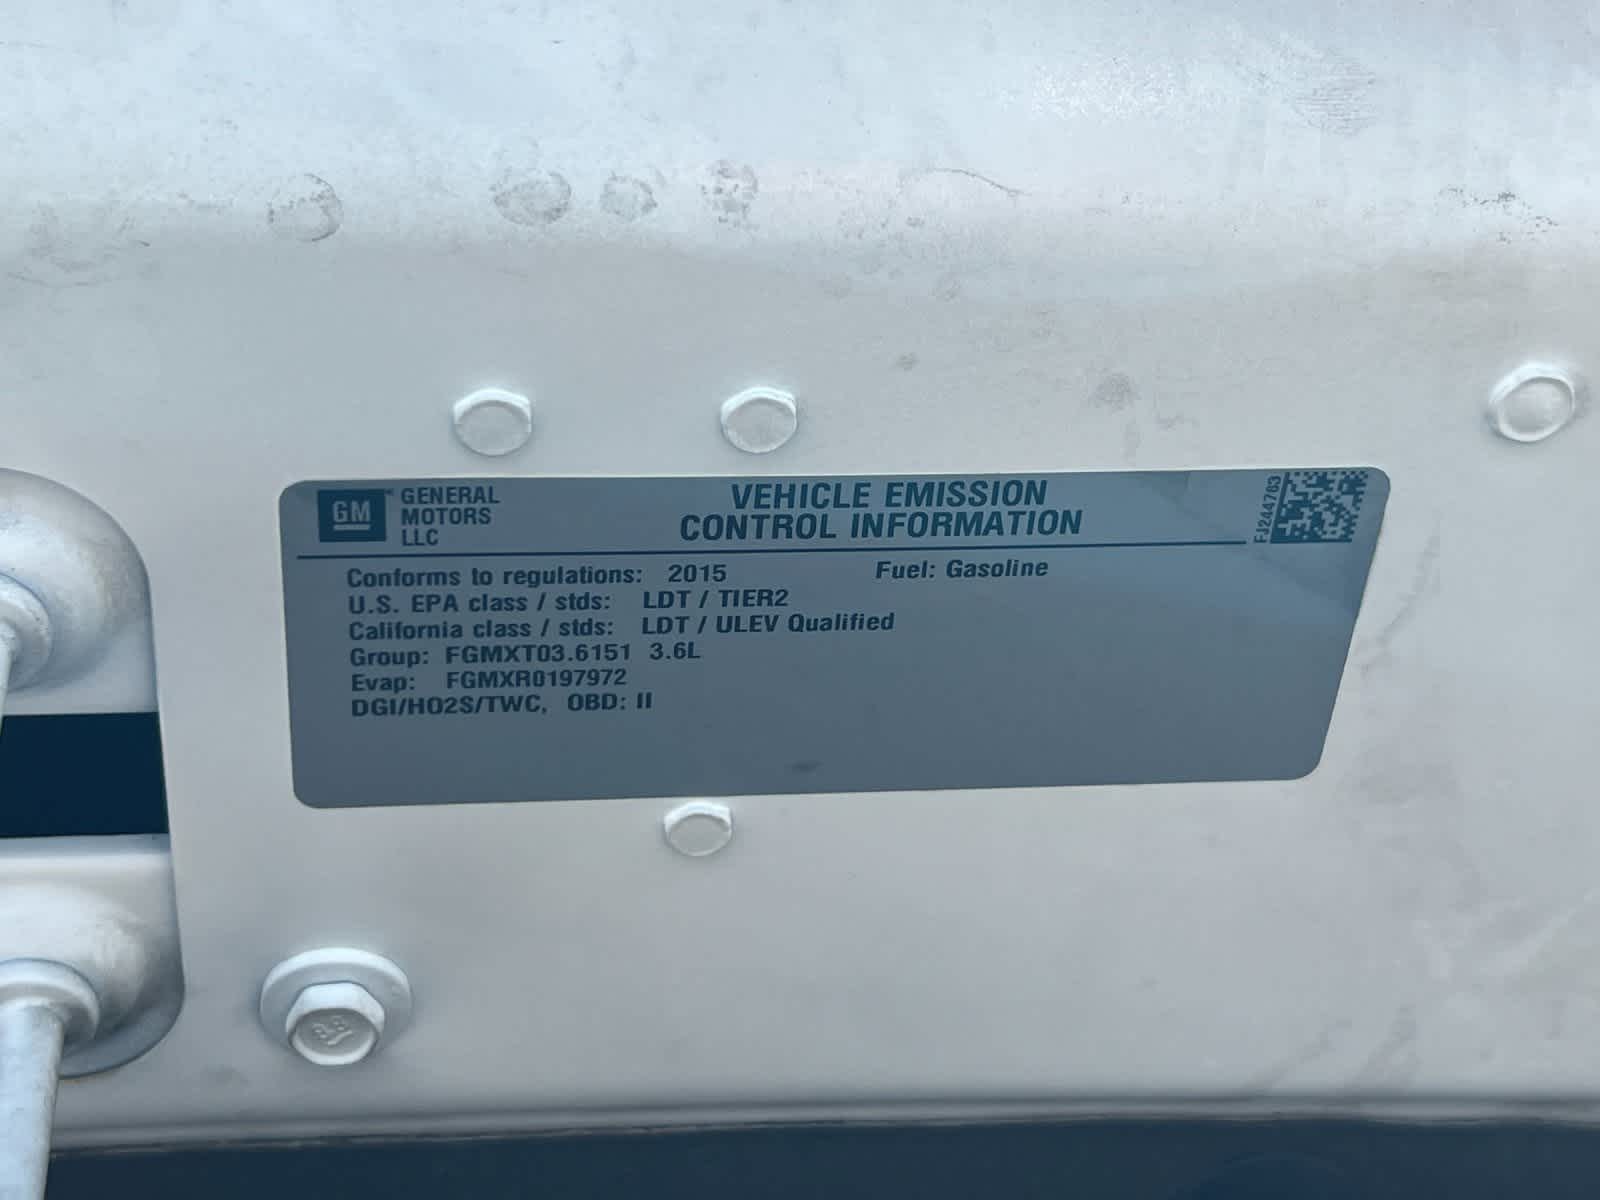 GM
GENERAL
MOTORS
LLC
VEHICLE EMISSION
CONTROL INFORMATION
FJ244763
Conforms to regulations: 2015 Fuel: Gasoline
U.S. EPA class / stds: LDT / TIER2
California class / stds: LDT / ULEV Qualified
Group: FGMXT03.6151 3.6L
Evap: FGMXR0197972
DGI/HO2S/TWC, OBD: II